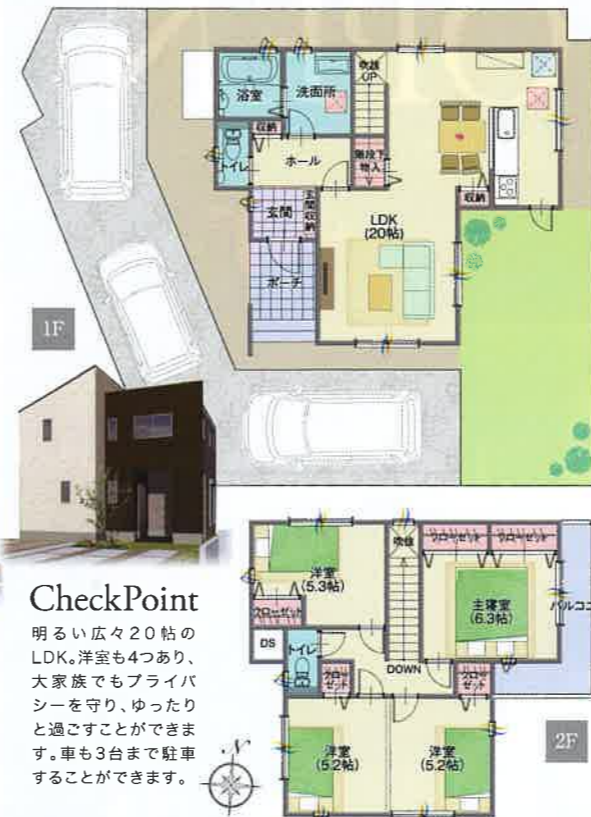 吹抜
UP
浴室
洗面所
収納
トイレ
ホール
階段下
物入
玄関
玄関収納
収納
LDK
(20帖)
ポーチ
1F
CheckPoint
明るい広々20帖の
LDK。洋室も4つあり、
大家族でもプライバ
シーを守り、ゆったり
と過ごすことができま
す。車も3台まで駐車
することができます。
N
洋室
(5.3帖)
吹抜
クローゼット
クローゼット
主寝室
(6.3帖)
バルコニー
クローゼット
DS
トイレ
DOWN
クローゼット
クローゼット
洋室
(5.2帖)
洋室
(5.2帖)
2F